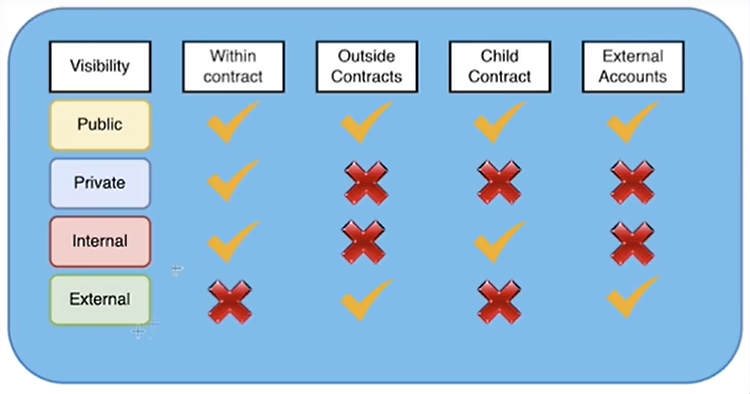 Visibility
Within
contract
Outside
Contracts
Child
Contract
External
Accounts
Public
Private
Internal
External